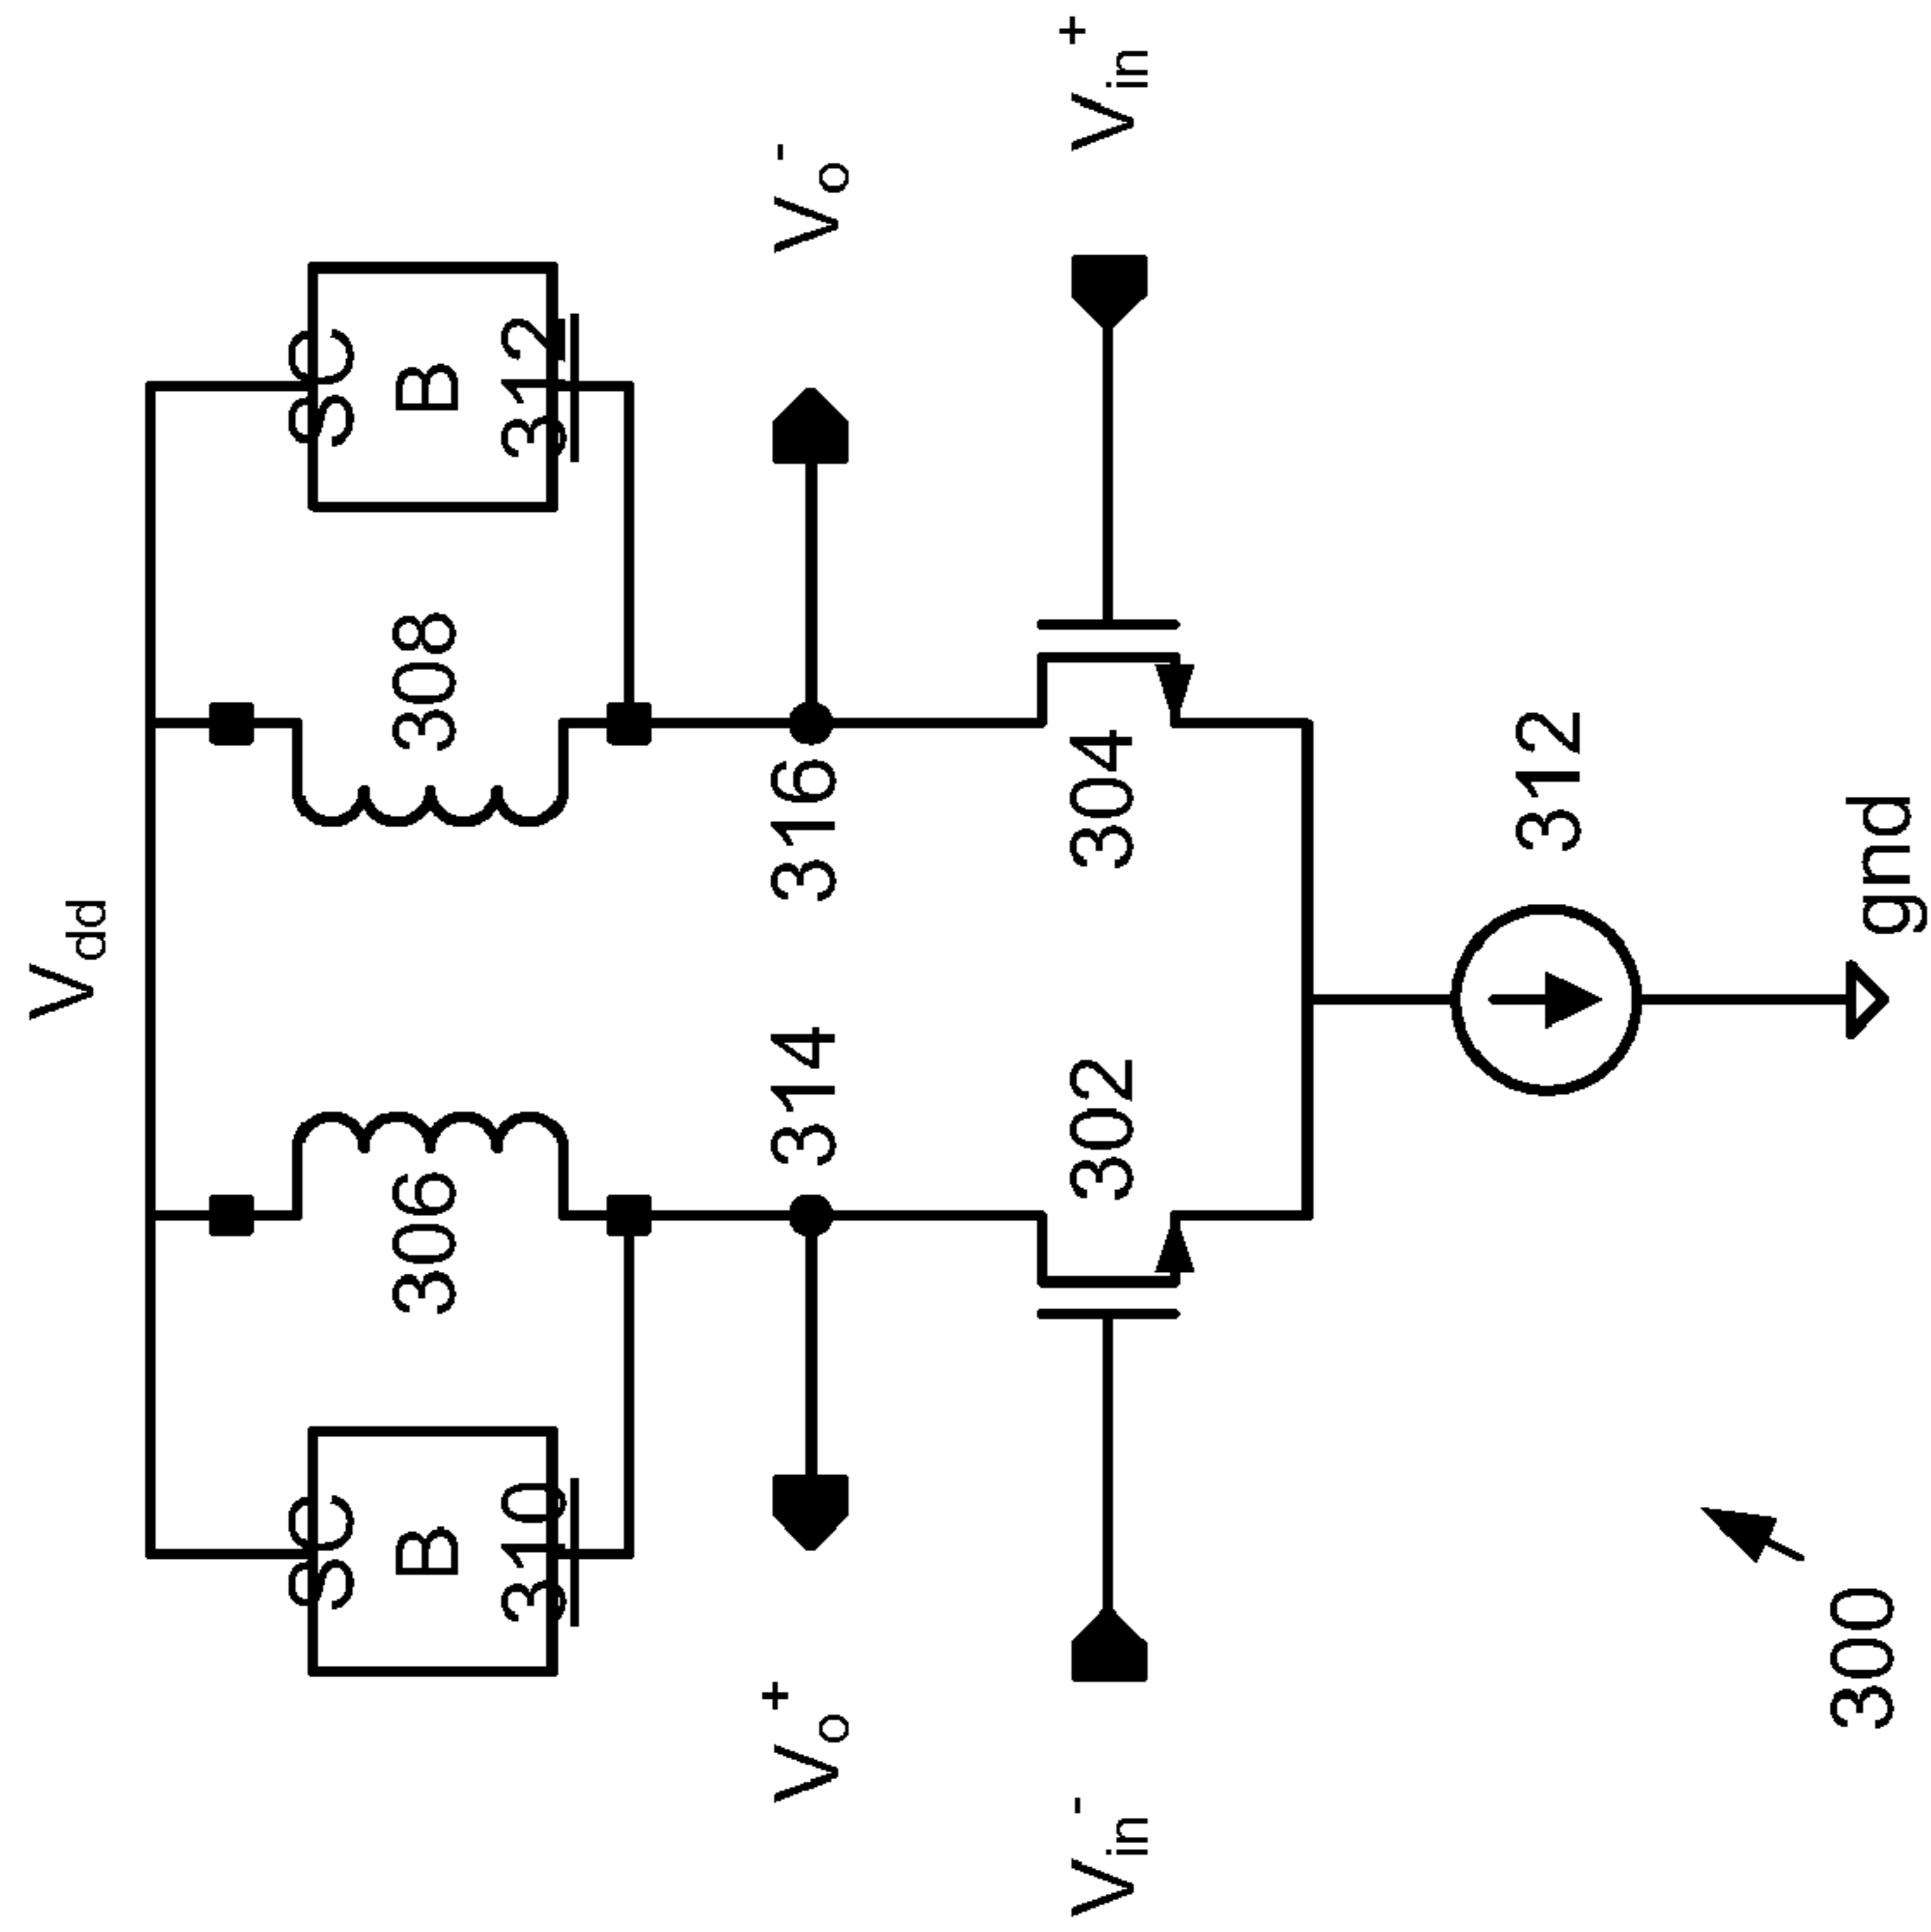 V_dd
SC
B
310
306
308
SC
B
312
V_o^+
314
316
V_o^-
V_in^-
302
304
V_in^+
312
gnd
300